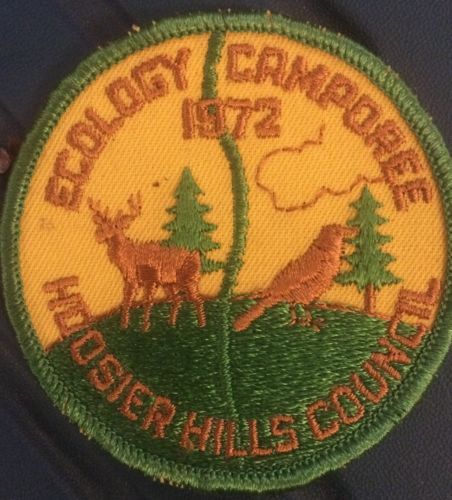 ECOLOGY CAMPOREE
1972
HOOSIER HILLS COUNCIL